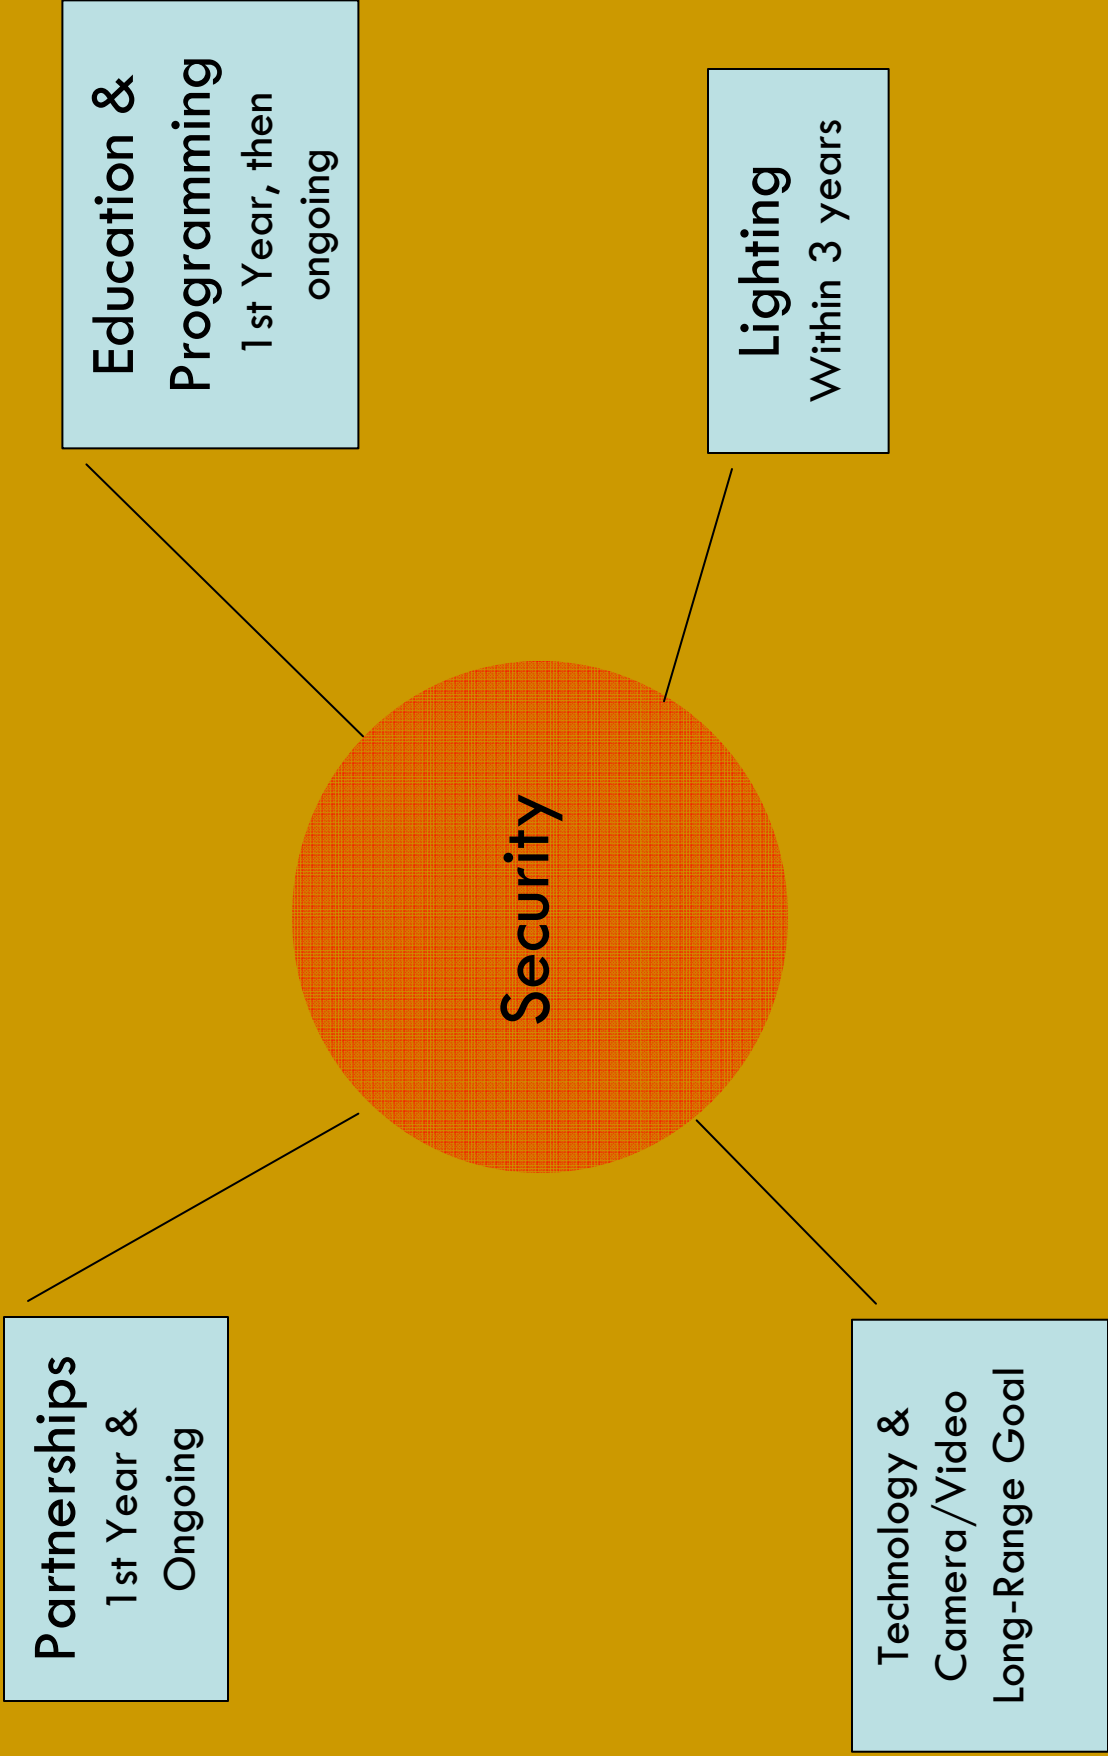 Partnerships
1st Year &
Ongoing
Education &
Programming
1st Year, then
ongoing
Security
Technology &
Camera/Video
Long-Range Goal
Lighting
Within 3 years